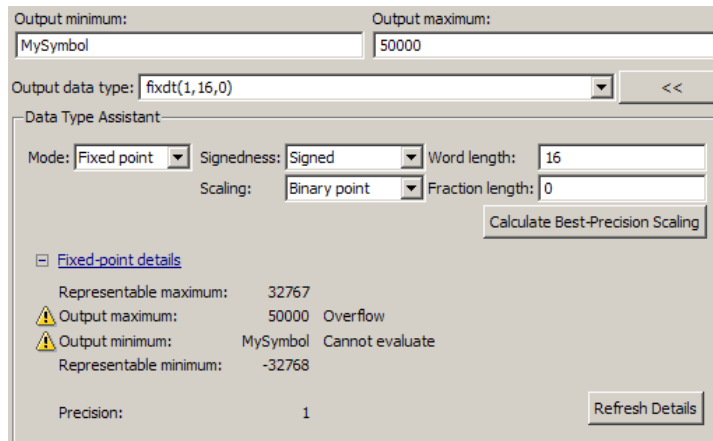 Output minimum: Output maximum:
MySymbol 50000
Output data type: fixdt(1,16,0) <<
Data Type Assistant
Mode: Fixed point Signedness: Signed Word length: 16
Scaling: Binary point Fraction length: 0
Calculate Best-Precision Scaling
Fixed-point details
Representable maximum: 32767
Output maximum: 50000 Overflow
Output minimum: MySymbol Cannot evaluate
Representable minimum: -32768
Precision: 1 Refresh Details